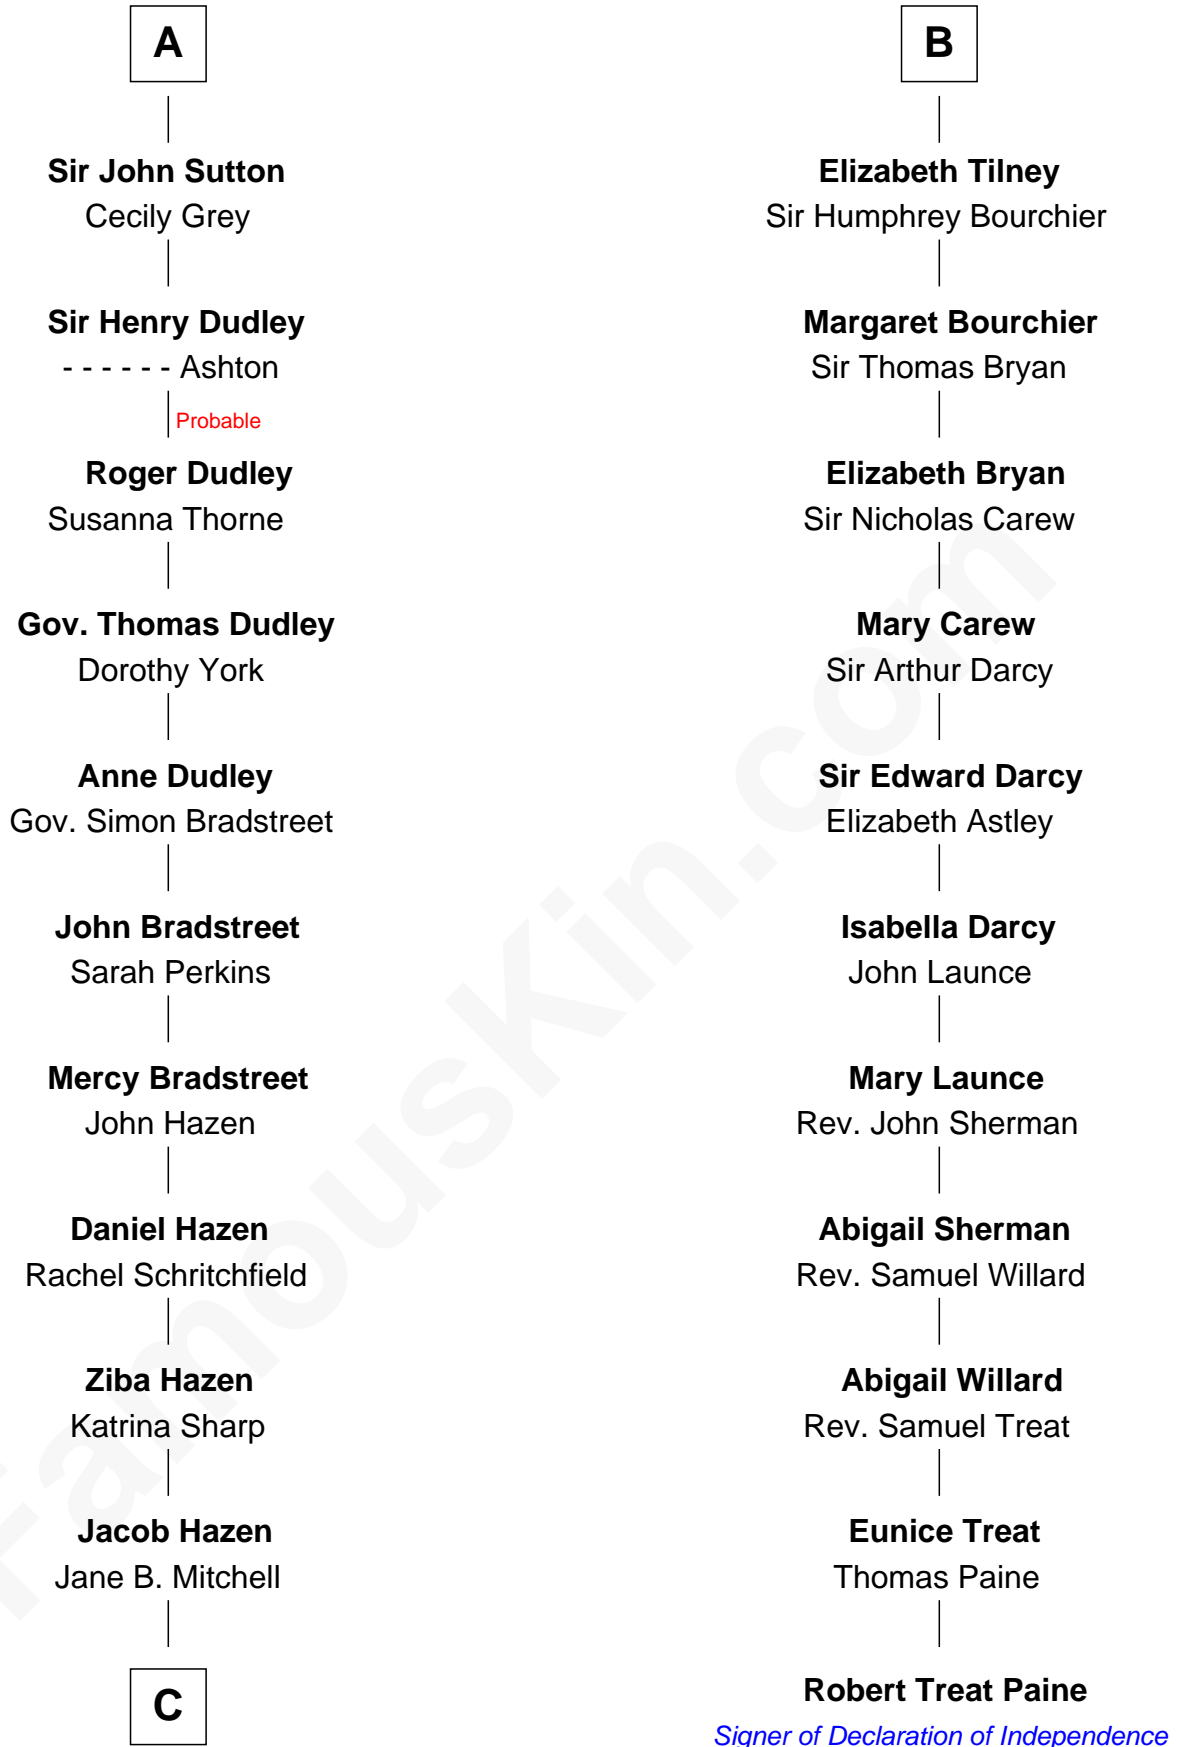 A
Sir John Sutton
Cecily Grey
Sir Henry Dudley
- - - - - - Ashton
Probable
Roger Dudley
Susanna Thorne
Gov. Thomas Dudley
Dorothy York
Anne Dudley
Gov. Simon Bradstreet
John Bradstreet
Sarah Perkins
Mercy Bradstreet
John Hazen
Daniel Hazen
Rachel Schritchfield
Ziba Hazen
Katrina Sharp
Jacob Hazen
Jane B. Mitchell
C
B
Elizabeth Tilney
Sir Humphrey Bourchier
Margaret Bourchier
Sir Thomas Bryan
Elizabeth Bryan
Sir Nicholas Carew
Mary Carew
Sir Arthur Darcy
Sir Edward Darcy
Elizabeth Astley
Isabella Darcy
John Launce
Mary Launce
Rev. John Sherman
Abigail Sherman
Rev. Samuel Willard
Abigail Willard
Rev. Samuel Treat
Eunice Treat
Thomas Paine
Robert Treat Paine
Signer of Declaration of Independence
FamousKin.com